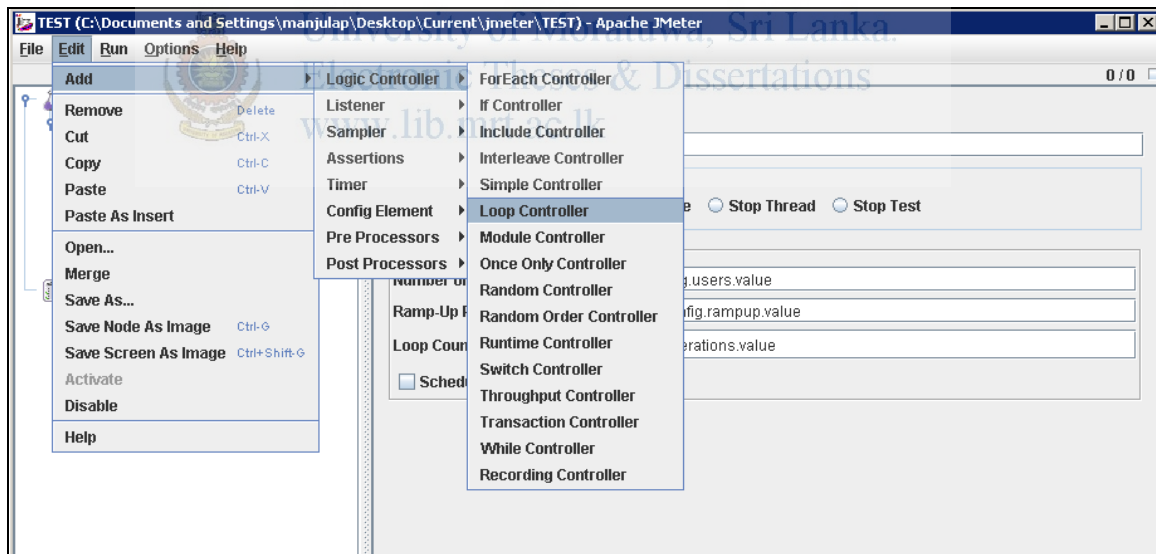 TEST (C:\Documents and Settings\manjulap\Desktop\Current\jmeter\TEST) - Apache JMeter
University of Moratuwa, Sri Lanka.
Electronic Theses & Dissertations
www.lib.mrt.ac.lk
File Edit Run Options Help
0 / 0
Add
Remove Delete
Cut Ctrl-X
Copy Ctrl-C
Paste Ctrl-V
Paste As Insert
Open...
Merge
Save As...
Save Node As Image Ctrl-G
Save Screen As Image Ctrl+Shift-G
Activate
Disable
Help
Logic Controller
Listener
Sampler
Assertions
Timer
Config Element
Pre Processors
Post Processors
ForEach Controller
If Controller
Include Controller
Interleave Controller
Simple Controller
Loop Controller
Module Controller
Once Only Controller
Random Controller
Random Order Controller
Runtime Controller
Switch Controller
Throughput Controller
Transaction Controller
While Controller
Recording Controller
Stop Thread Stop Test
Number of g.users.value
Ramp-Up fig.rampup.value
Loop Coun erations.value
Sched